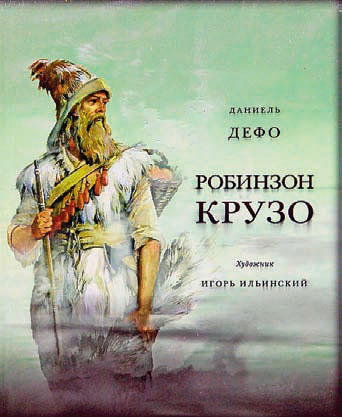 ДАНИЕЛЬ
ДЕФО
РОБИНЗОН
КРУЗО
Художник
ИГОРЬ ИЛЬИНСКИЙ